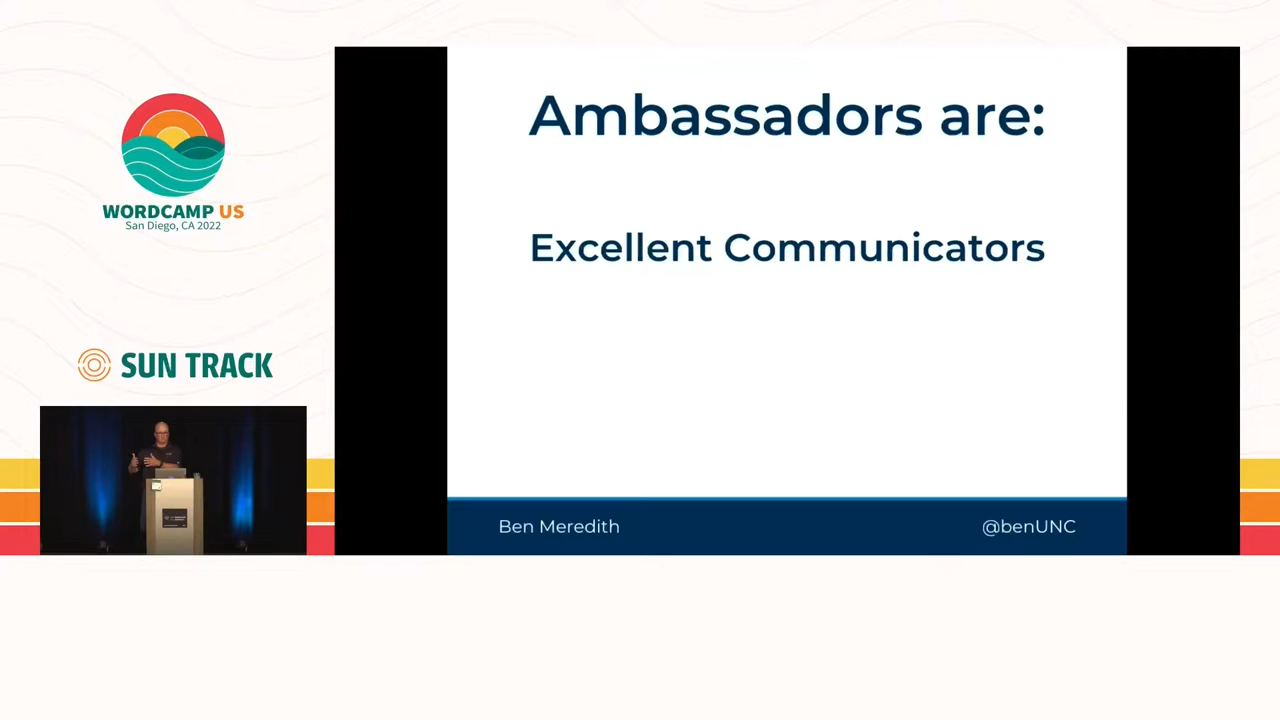 WORDCAMP US
San Diego, CA 2022
SUN TRACK
Ambassadors are:
Excellent Communicators
Ben Meredith
@benUNC